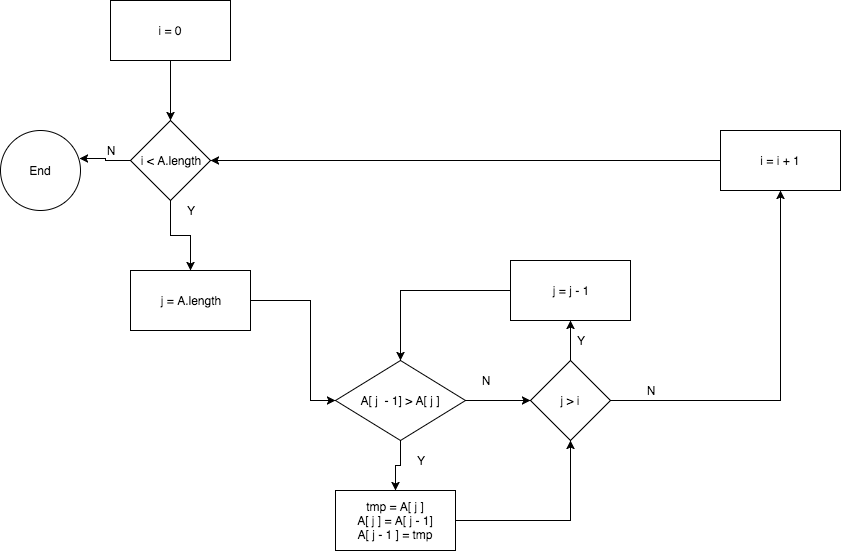 i = 0
End
N
i < A.length
i = i + 1
Y
j = A.length
j = j - 1
Y
A[ j  - 1] > A[ j ]
N
j > i
N
Y
tmp = A[ j ]
A[ j ] = A[ j - 1]
A[ j - 1 ] = tmp